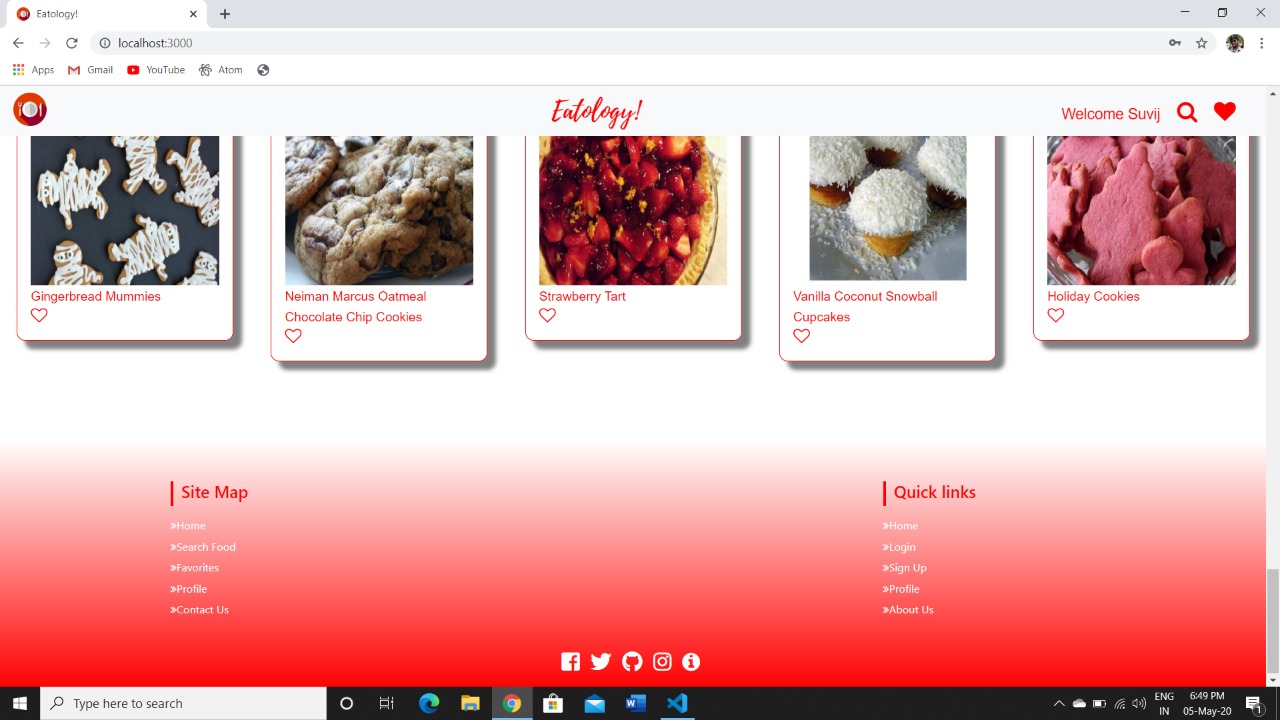 Eatology!
localhost:3000
Apps Gmail YouTube Atom
Eatology!
Welcome Suvij
Gingerbread Mummies
Neiman Marcus Oatmeal
Chocolate Chip Cookies
Strawberry Tart
Vanilla Coconut Snowball
Cupcakes
Holiday Cookies
Site Map
»Home
»Search Food
»Favorites
»Profile
»Contact Us
Quick links
»Home
»Login
»Sign Up
»Profile
»About Us
Type here to search
ENG
IN
6:49 PM
05-May-20
1